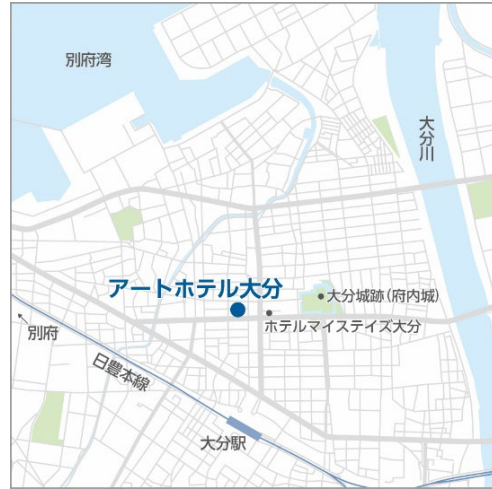 別府湾
大分川
アートホテル大分
大分城跡(府内城)
ホテルマイステイズ大分
別府
日豊本線
大分駅